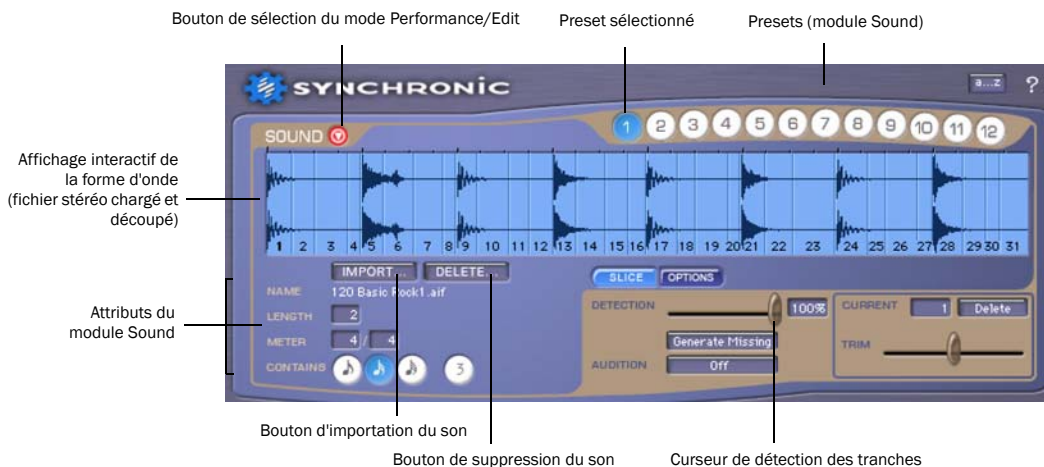 Bouton de sélection du mode Performance/Edit
Preset sélectionné
Presets (module Sound)
SYNCHRONIC
a...z
?
SOUND
1 2 3 4 5 6 7 8 9 10 11 12
Affichage interactif de
la forme d'onde
(fichier stéréo chargé et
découpé)
1 2 3 4 5 6 7 8 9 10 11 12 13 14 15 16 17 18 19 20 21 22 23 24 25 26 27 28 29 30 31
IMPORT... DELETE...
SLICE OPTIONS
Attributs du
module Sound
NAME 120 Basic Rock1.aif
LENGTH 2
METER 4 / 4
CONTAINS 3
DETECTION 100%
Generate Missing
AUDITION Off
CURRENT 1 Delete
TRIM
Bouton d'importation du son
Bouton de suppression du son
Curseur de détection des tranches